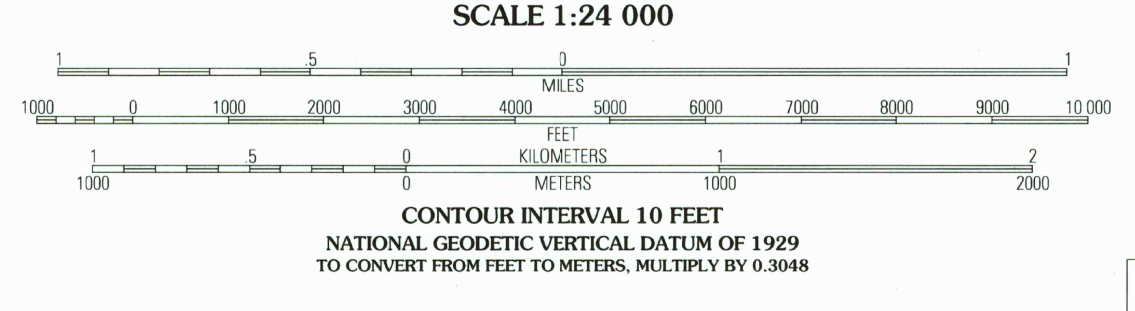 SCALE 1:24 000
1 .5 0 1
MILES
1000 0 1000 2000 3000 4000 5000 6000 7000 8000 9000 10 000
FEET
1 .5 0 KILOMETERS 1 2
1000 0 METERS 1000 2000
CONTOUR INTERVAL 10 FEET
NATIONAL GEODETIC VERTICAL DATUM OF 1929
TO CONVERT FROM FEET TO METERS, MULTIPLY BY 0.3048